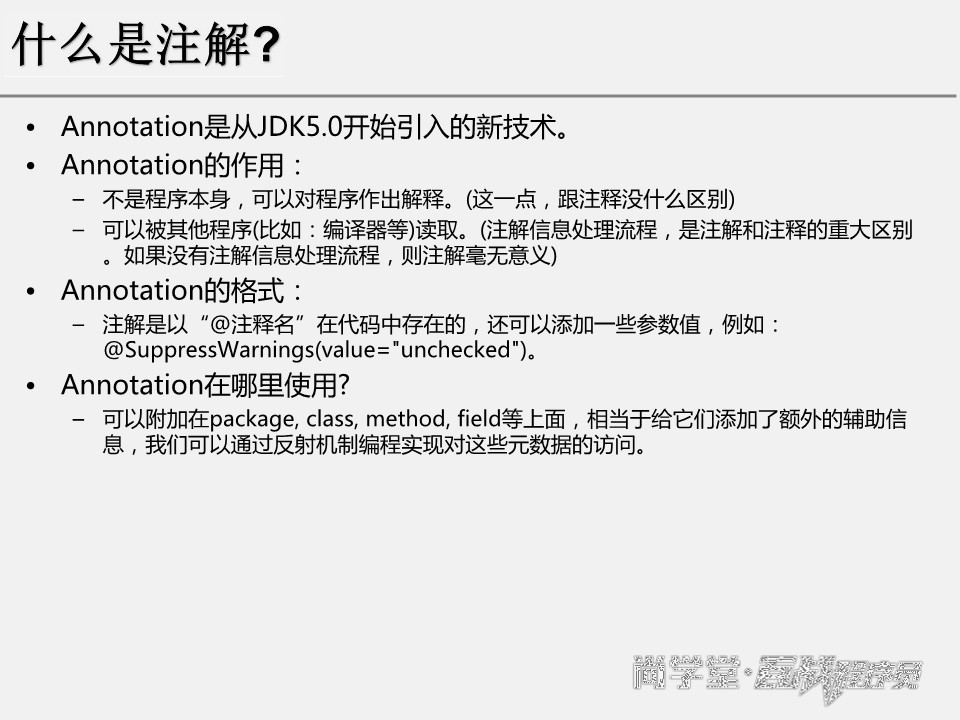 什么是注解?
• Annotation是从JDK5.0开始引入的新技术。
• Annotation的作用：
– 不是程序本身，可以对程序作出解释。(这一点，跟注释没什么区别)
– 可以被其他程序(比如：编译器等)读取。(注解信息处理流程，是注解和注释的重大区别
。如果没有注解信息处理流程，则注解毫无意义)
• Annotation的格式：
– 注解是以“@注释名”在代码中存在的，还可以添加一些参数值，例如：
@SuppressWarnings(value="unchecked")。
• Annotation在哪里使用?
– 可以附加在package, class, method, field等上面，相当于给它们添加了额外的辅助信
息，我们可以通过反射机制编程实现对这些元数据的访问。
尚学堂·实战程序员